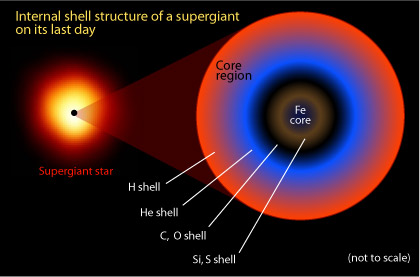 Internal shell structure of a supergiant
on its last day
Core
region
Fe
core
Supergiant star
H shell
He shell
C, O shell
Si, S shell
(not to scale)